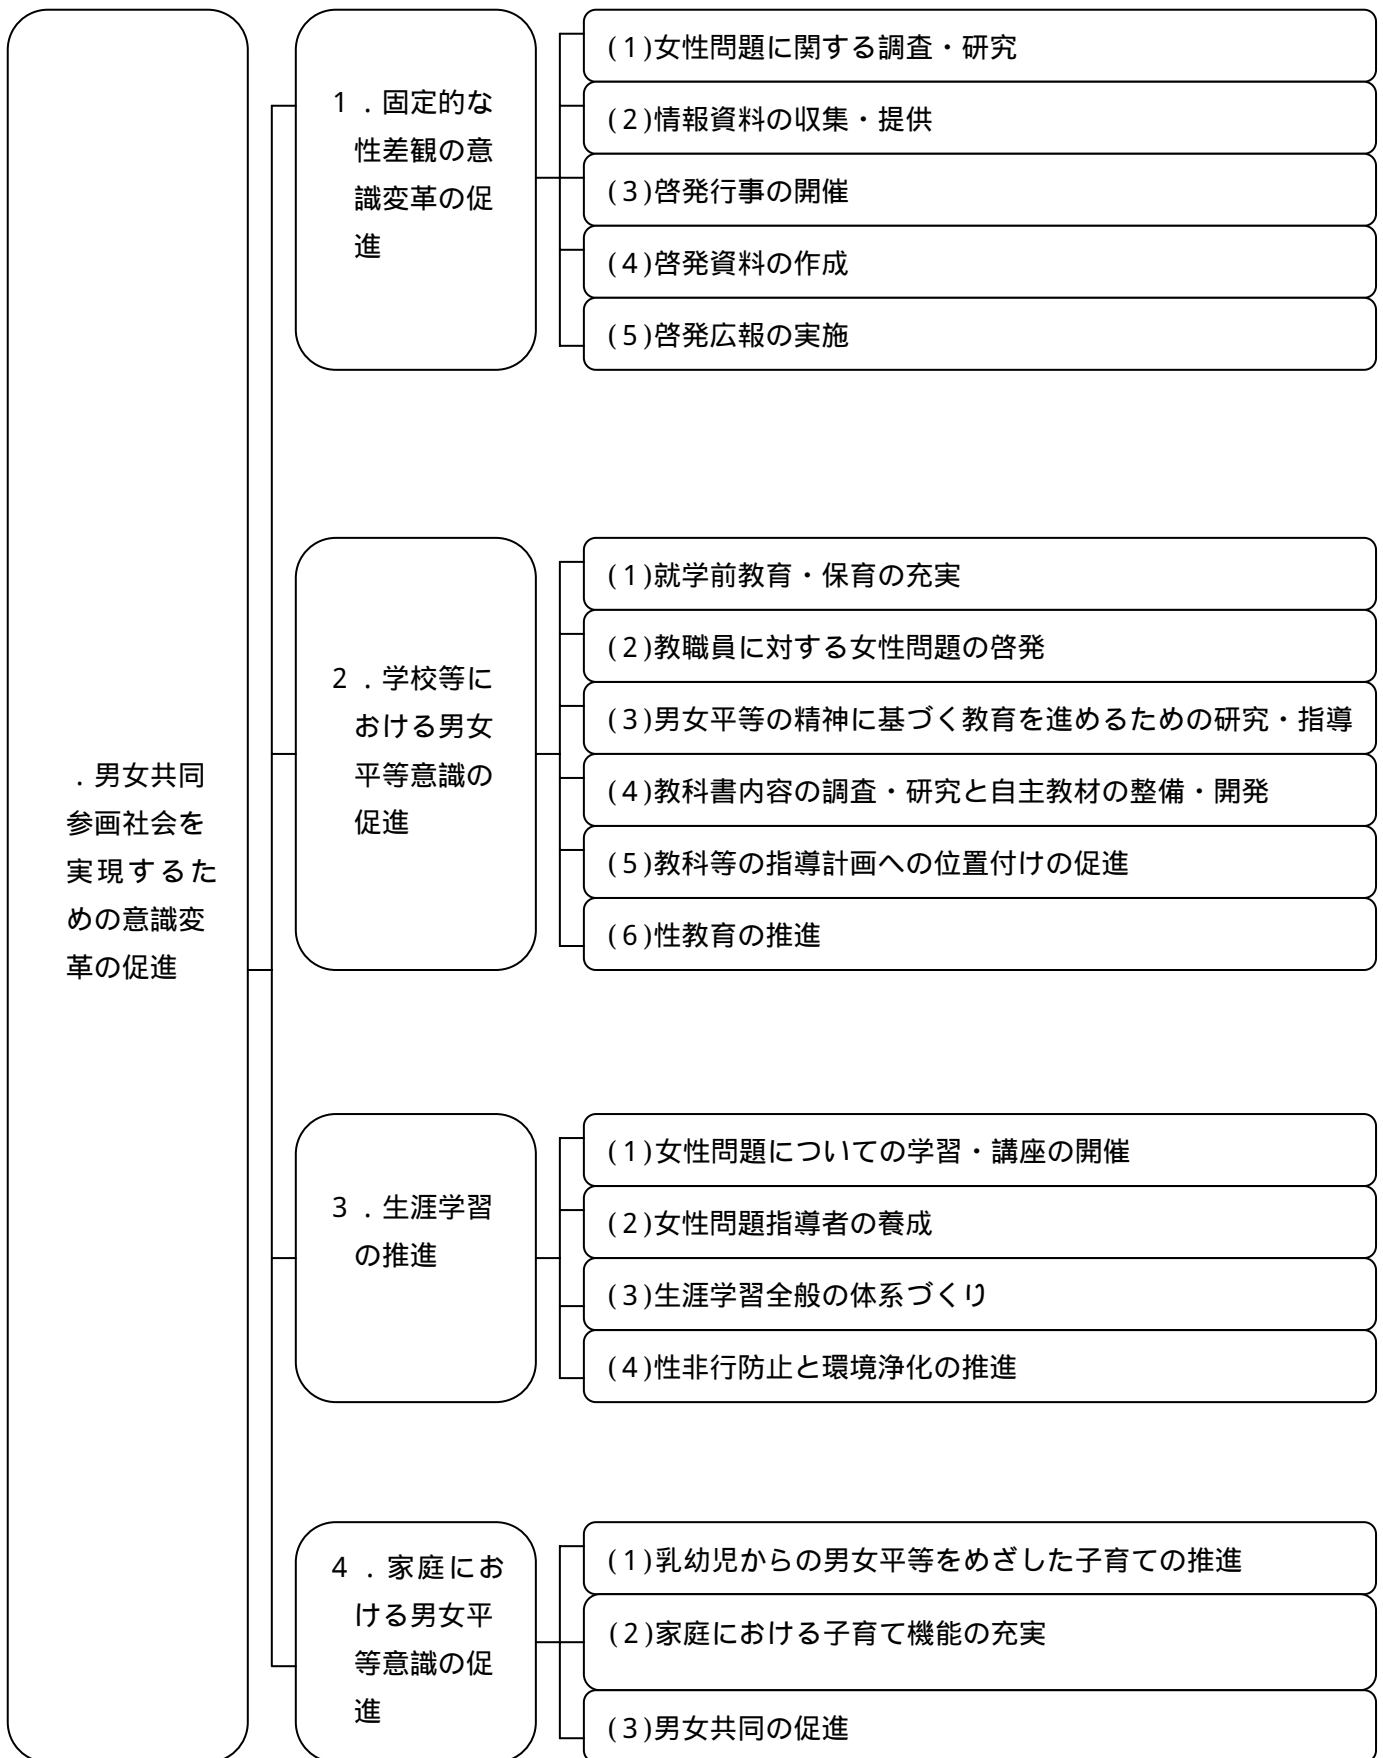 ．男女共同
参画社会を
実現するた
めの意識変
革の促進
1．固定的な
性差観の意
識変革の促
進
(1)女性問題に関する調査・研究
(2)情報資料の収集・提供
(3)啓発行事の開催
(4)啓発資料の作成
(5)啓発広報の実施
2．学校等に
おける男女
平等意識の
促進
(1)就学前教育・保育の充実
(2)教職員に対する女性問題の啓発
(3)男女平等の精神に基づく教育を進めるための研究・指導
(4)教科書内容の調査・研究と自主教材の整備・開発
(5)教科等の指導計画への位置付けの促進
(6)性教育の推進
3．生涯学習
の推進
(1)女性問題についての学習・講座の開催
(2)女性問題指導者の養成
(3)生涯学習全般の体系づくり
(4)性非行防止と環境浄化の推進
4．家庭にお
ける男女平
等意識の促
進
(1)乳幼児からの男女平等をめざした子育ての推進
(2)家庭における子育て機能の充実
(3)男女共同の促進